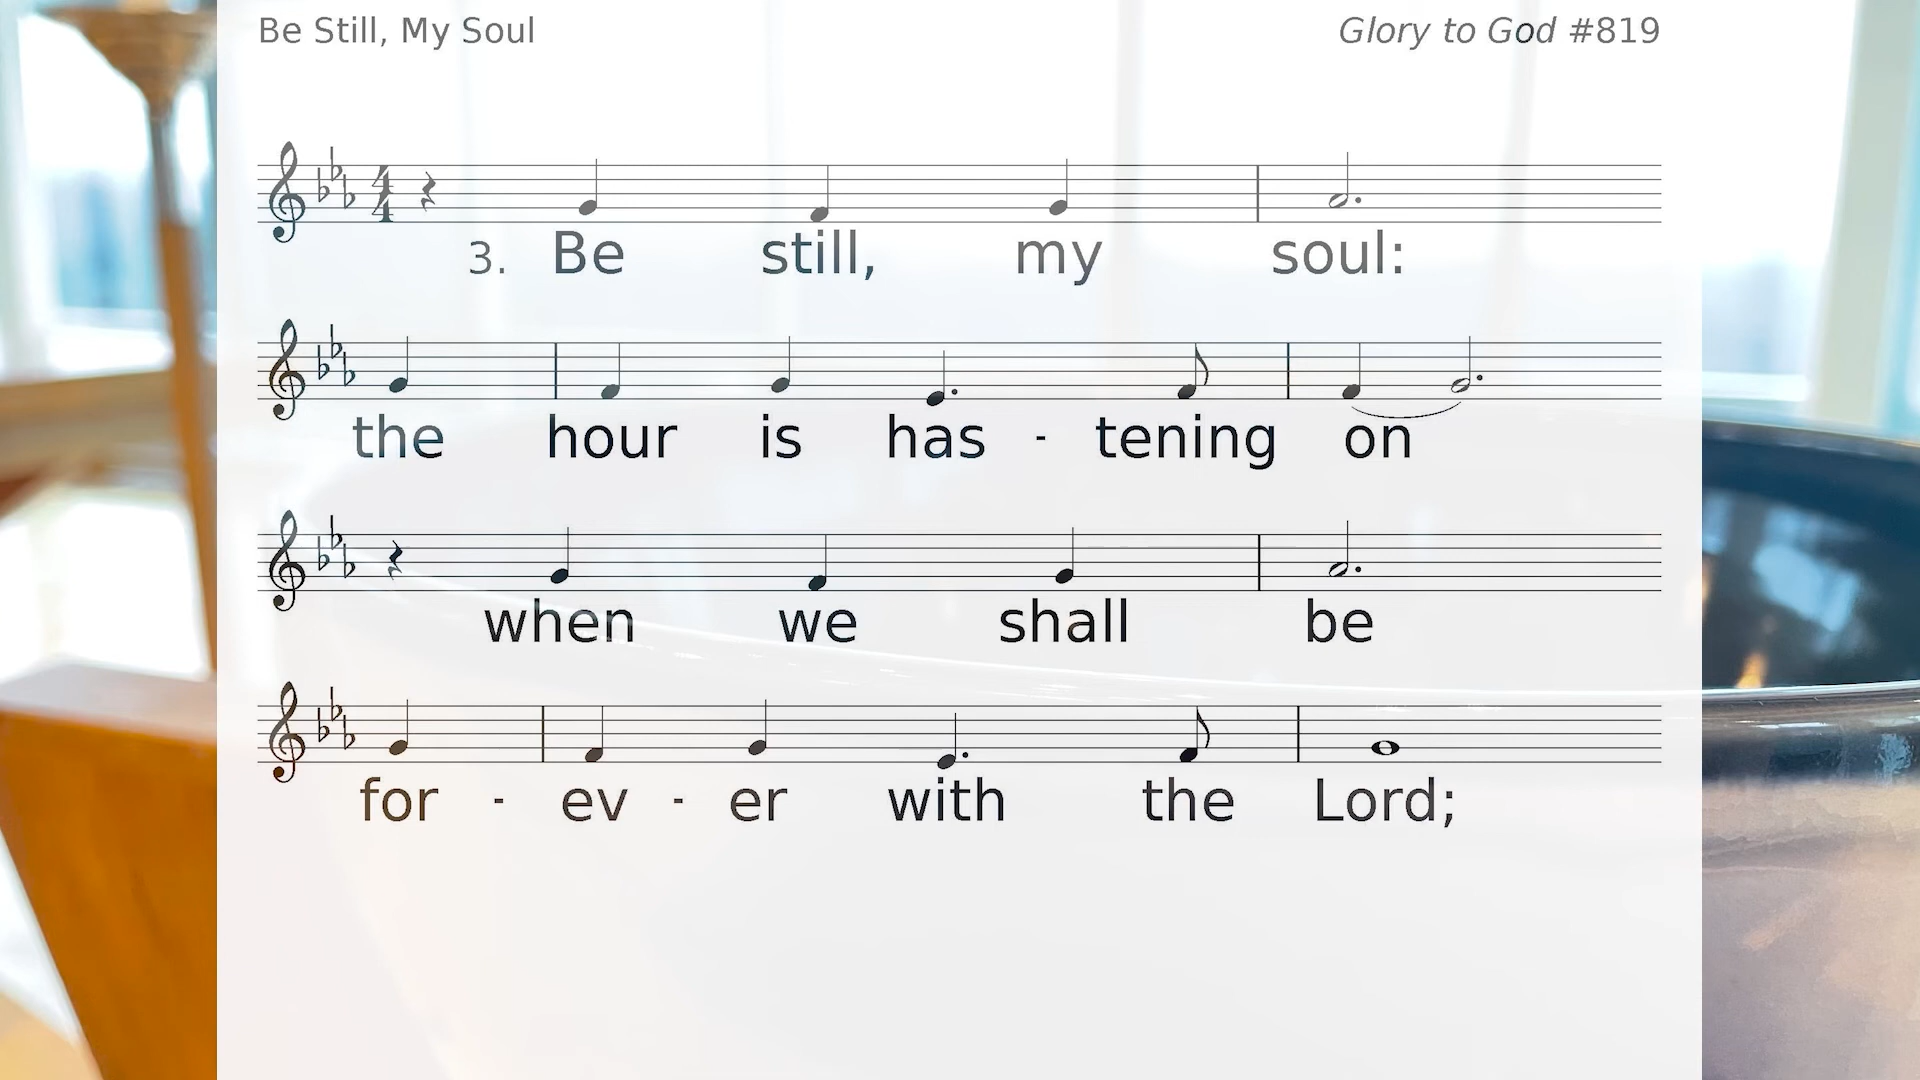 Be Still, My Soul
Glory to God #819
3. Be still, my soul:
the hour is has - tening on
when we shall be
for - ev - er with the Lord;